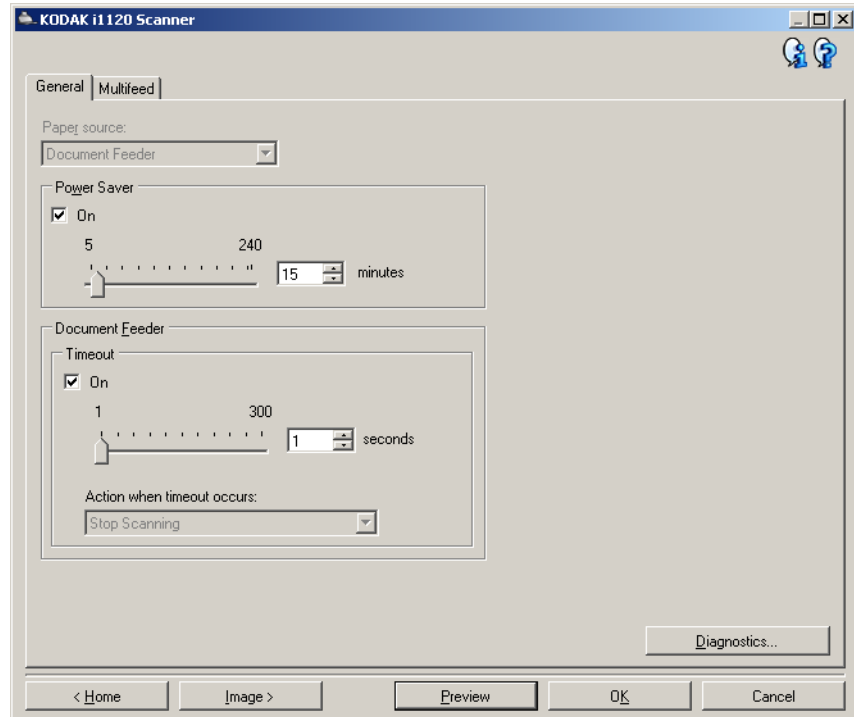 KODAK i1120 Scanner
General
Multifeed
Paper source:
Document Feeder
Power Saver
On
5 240
15 minutes
Document Feeder
Timeout
On
1 300
1 seconds
Action when timeout occurs:
Stop Scanning
Diagnostics...
< Home
Image >
Preview
OK
Cancel